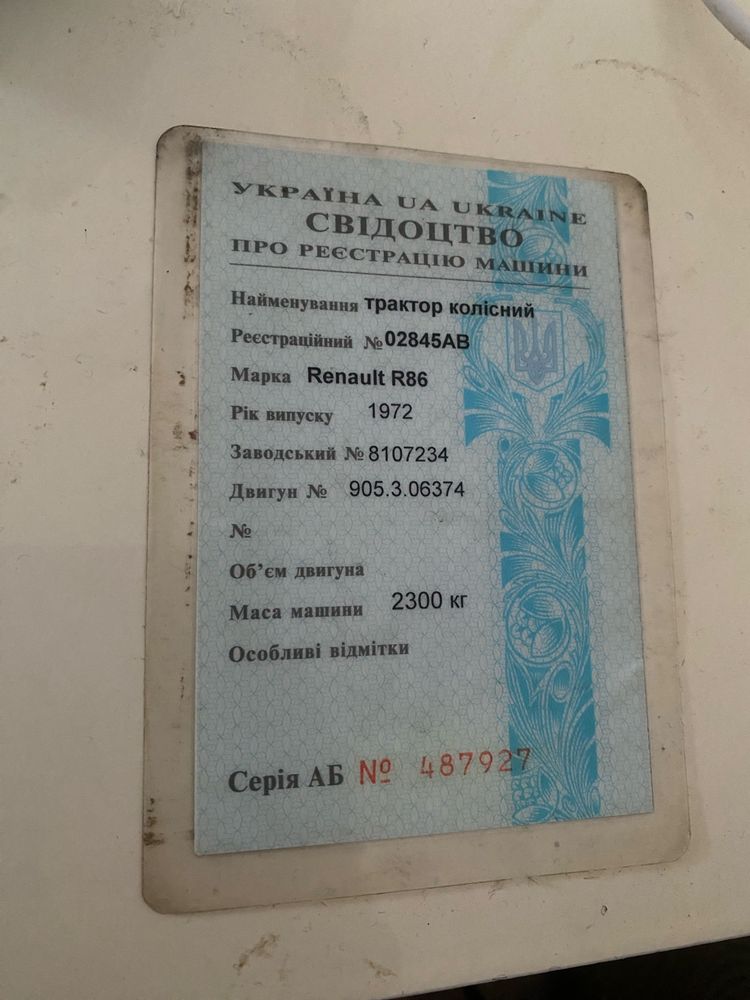 УКРАЇНА UA UKRAINE
СВІДОЦТВО
ПРО РЕЄСТРАЦІЮ МАШИНИ
Найменування трактор колісний
Реєстраційний № 02845АВ
Марка Renault R86
Рік випуску 1972
Заводський № 8107234
Двигун № 905.3.06374
№
Об’єм двигуна
Маса машини 2300 кг
Особливі відмітки
Серія АБ № 487927